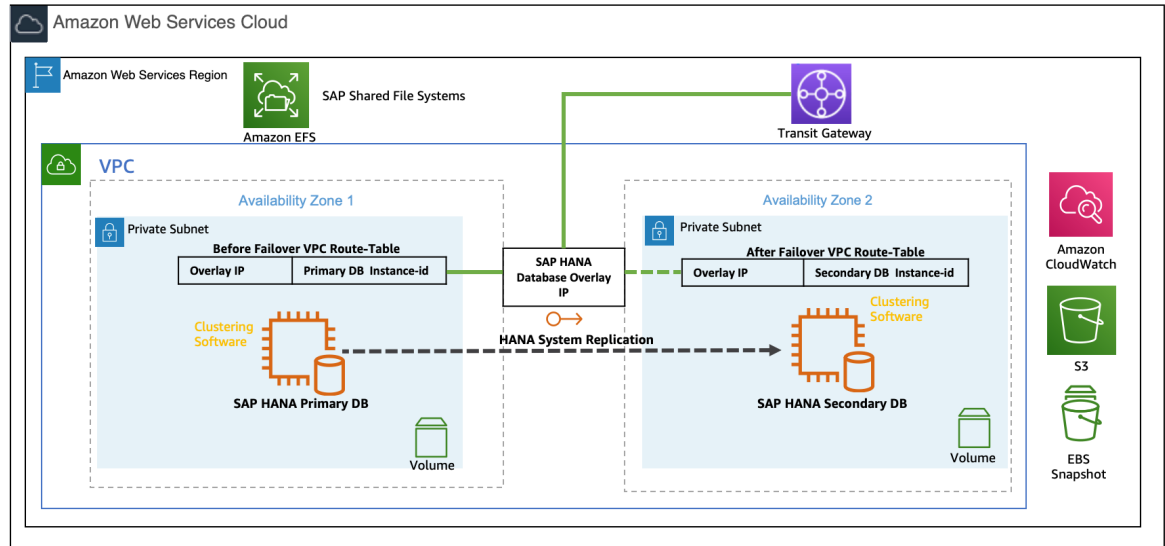 Amazon Web Services Cloud
Amazon Web Services Region
SAP Shared File Systems
Amazon EFS
Transit Gateway
VPC
Availability Zone 1
Private Subnet
Before Failover VPC Route-Table
Overlay IP
Primary DB Instance-id
Clustering
Software
SAP HANA Primary DB
Volume
SAP HANA
Database Overlay
IP
HANA System Replication
Availability Zone 2
Private Subnet
After Failover VPC Route-Table
Overlay IP
Secondary DB Instance-id
Clustering
Software
SAP HANA Secondary DB
Volume
Amazon
CloudWatch
S3
EBS
Snapshot